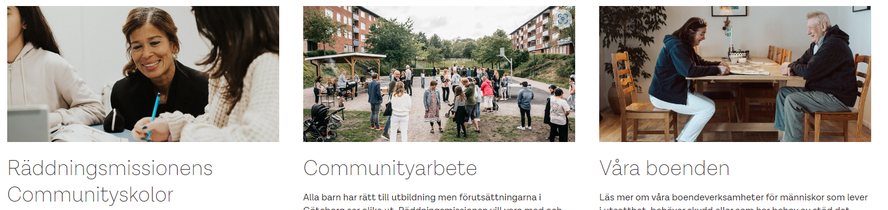 Räddningsmissionens
Communityskolor
Communityarbete
Alla barn har rätt till utbildning men förutsättningarna i
Våra boenden
Läs mer om våra boendeverksamheter för människor som lever